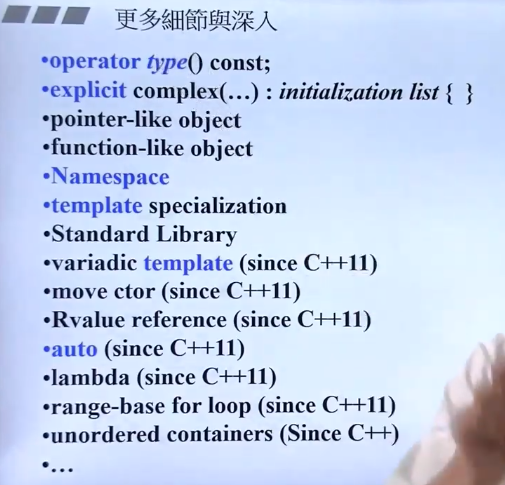 更多細節與深入
•operator type() const;
•explicit complex(…) : initialization list { }
•pointer-like object
•function-like object
•Namespace
•template specialization
•Standard Library
•variadic template (since C++11)
•move ctor (since C++11)
•Rvalue reference (since C++11)
•auto (since C++11)
•lambda (since C++11)
•range-base for loop (since C++11)
•unordered containers (Since C++)
•…